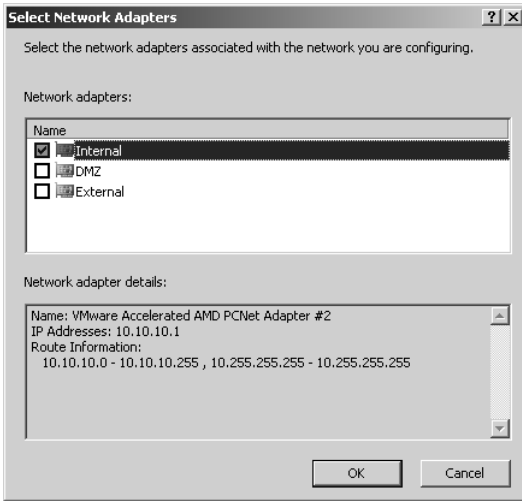 Select Network Adapters
Select the network adapters associated with the network you are configuring.
Network adapters:
Name
Internal
DMZ
External
Network adapter details:
Name: VMware Accelerated AMD PCNet Adapter #2
IP Addresses: 10.10.10.1
Route Information:
10.10.10.0 - 10.10.10.255 , 10.255.255.255 - 10.255.255.255
OK Cancel